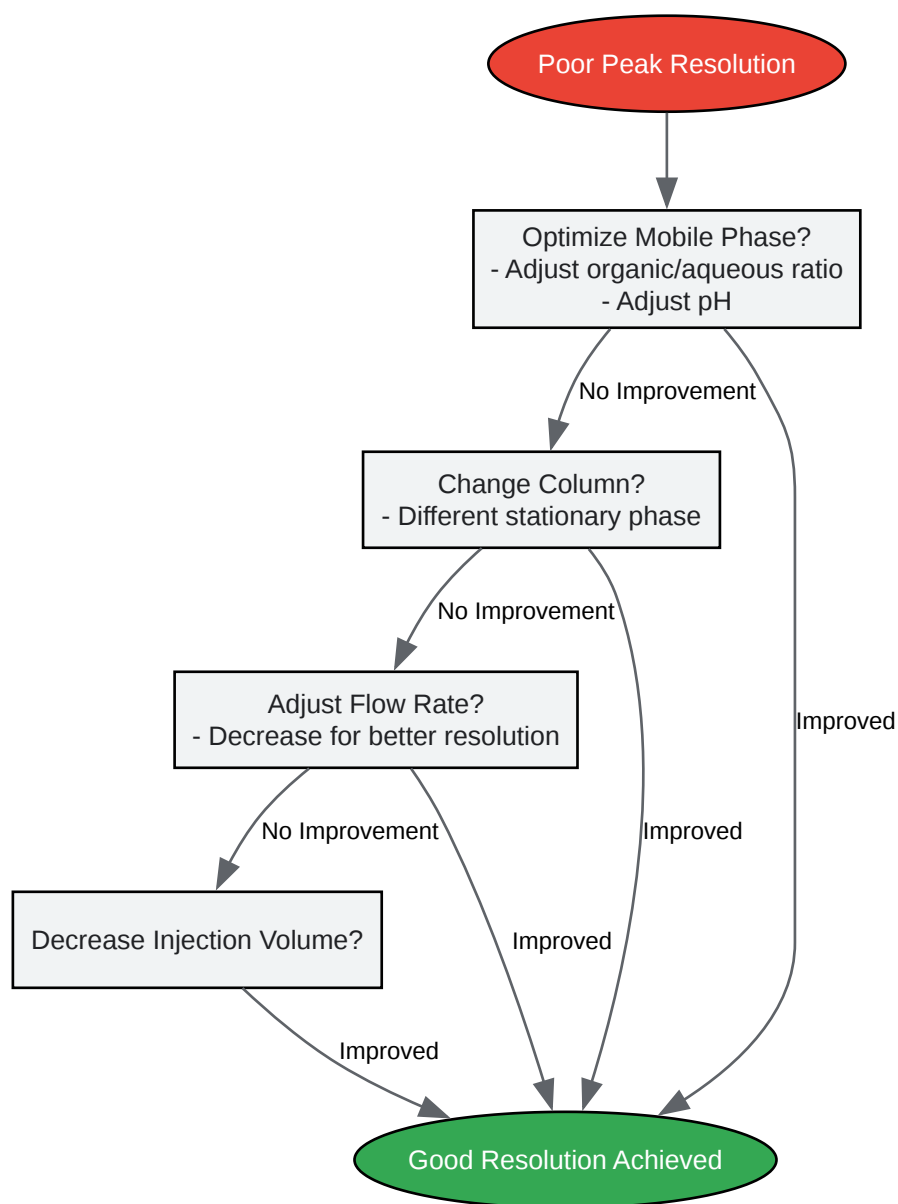 Poor Peak Resolution
Optimize Mobile Phase?
- Adjust organic/aqueous ratio
- Adjust pH
No Improvement
Change Column?
- Different stationary phase
No Improvement
Adjust Flow Rate?
- Decrease for better resolution
Improved
No Improvement
Improved
Decrease Injection Volume?
Improved
Improved
Good Resolution Achieved